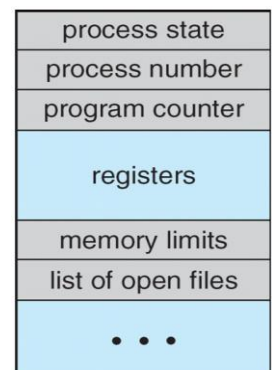 process state
process number
program counter
registers
memory limits
list of open files
• • •